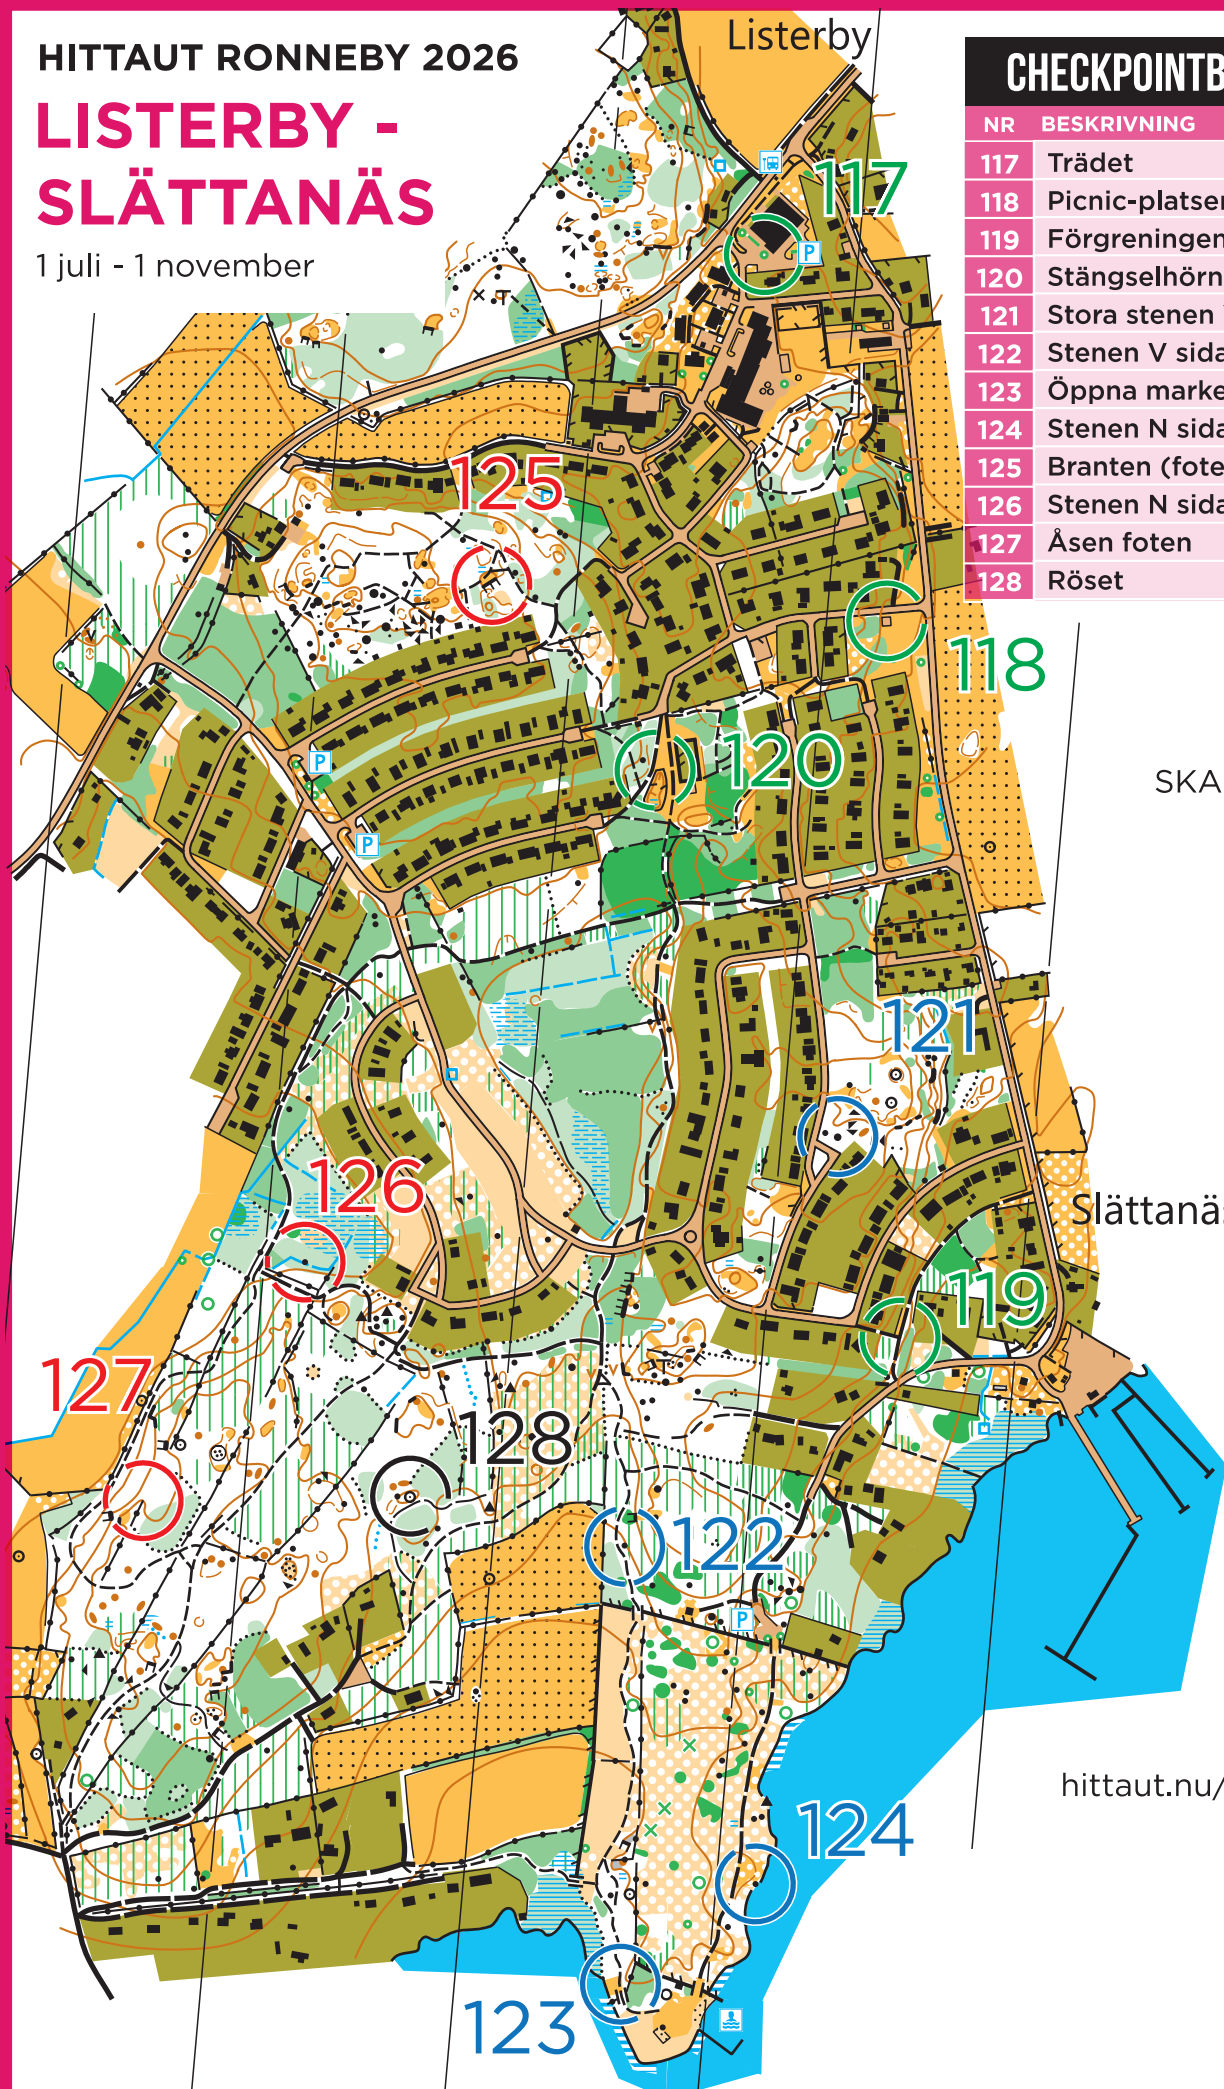 HITTAUT RONNEBY 2026
LISTERBY -
SLÄTTANÄS
1 juli - 1 november
Listerby
CHECKPOINTB
NR BESKRIVNING
117 Trädet
118 Picnic-platsen
119 Förgreningen
120 Stängselhörn
121 Stora stenen
122 Stenen V sida
123 Öppna marke
124 Stenen N sida
125 Branten (fote
126 Stenen N sida
127 Åsen foten
128 Röset
117
P
125
118
120
P
SKA
P
121
126
Slättanäs
119
127
128
122
P
hittaut.nu/
124
123